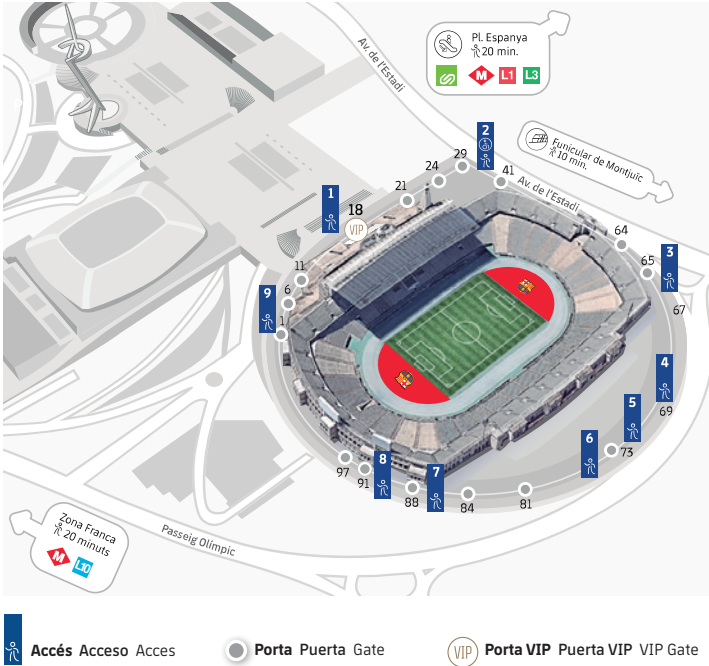 Pl. Espanya
20 min.
M L1 L3
Av. de l'Estadi
Funicular de Montjuïc
10 min.
Av. de l'Estadi
2
29
24
41
21
1
18
VIP
64
3
65
11
6
9
1
67
4
69
5
73
6
97
8
91
7
88
84
81
Zona Franca
20 minuts
M L10
Passeig Olímpic
Accés Acceso Acces
Porta Puerta Gate
VIP Porta VIP Puerta VIP VIP Gate